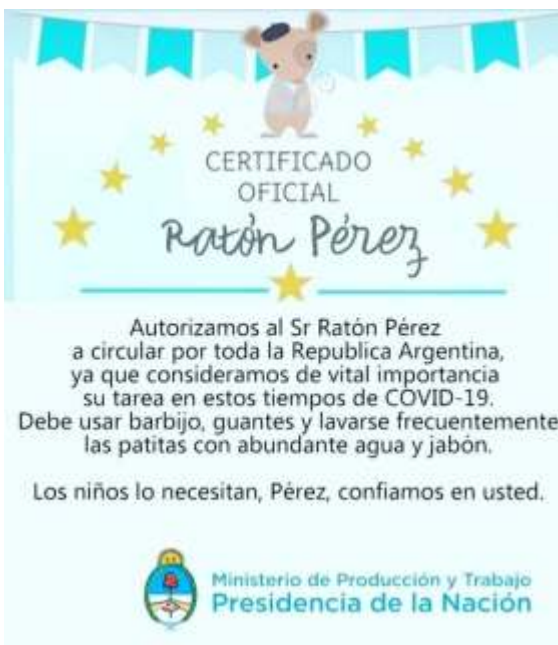 CERTIFICADO
OFICIAL
Ratón Pérez
Autorizamos al Sr Ratón Pérez
a circular por toda la Republica Argentina,
ya que consideramos de vital importancia
su tarea en estos tiempos de COVID-19.
Debe usar barbijo, guantes y lavarse frecuentemente
las patitas con abundante agua y jabón.
Los niños lo necesitan, Pérez, confiamos en usted.
Ministerio de Producción y Trabajo
Presidencia de la Nación